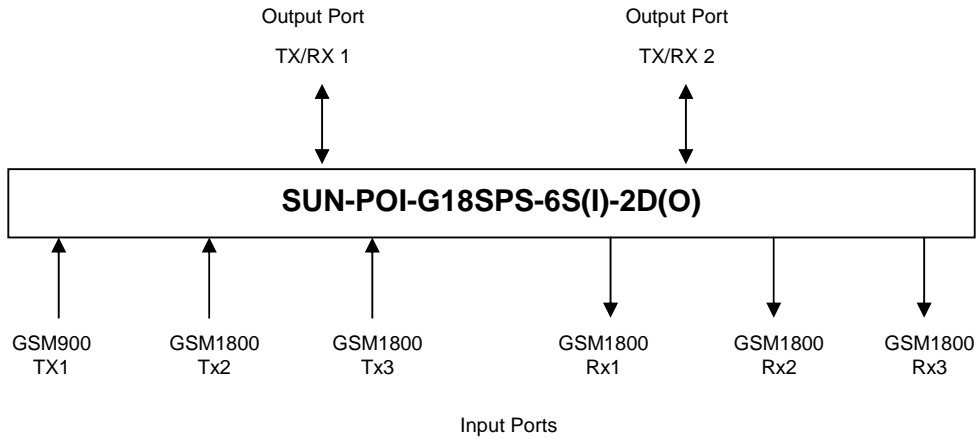 Output Port Output Port
TX/RX 1 TX/RX 2
SUN-POI-G18SPS-6S(I)-2D(O)
GSM900 GSM1800 GSM1800 GSM1800 GSM1800 GSM1800
TX1 Tx2 Tx3 Rx1 Rx2 Rx3
Input Ports